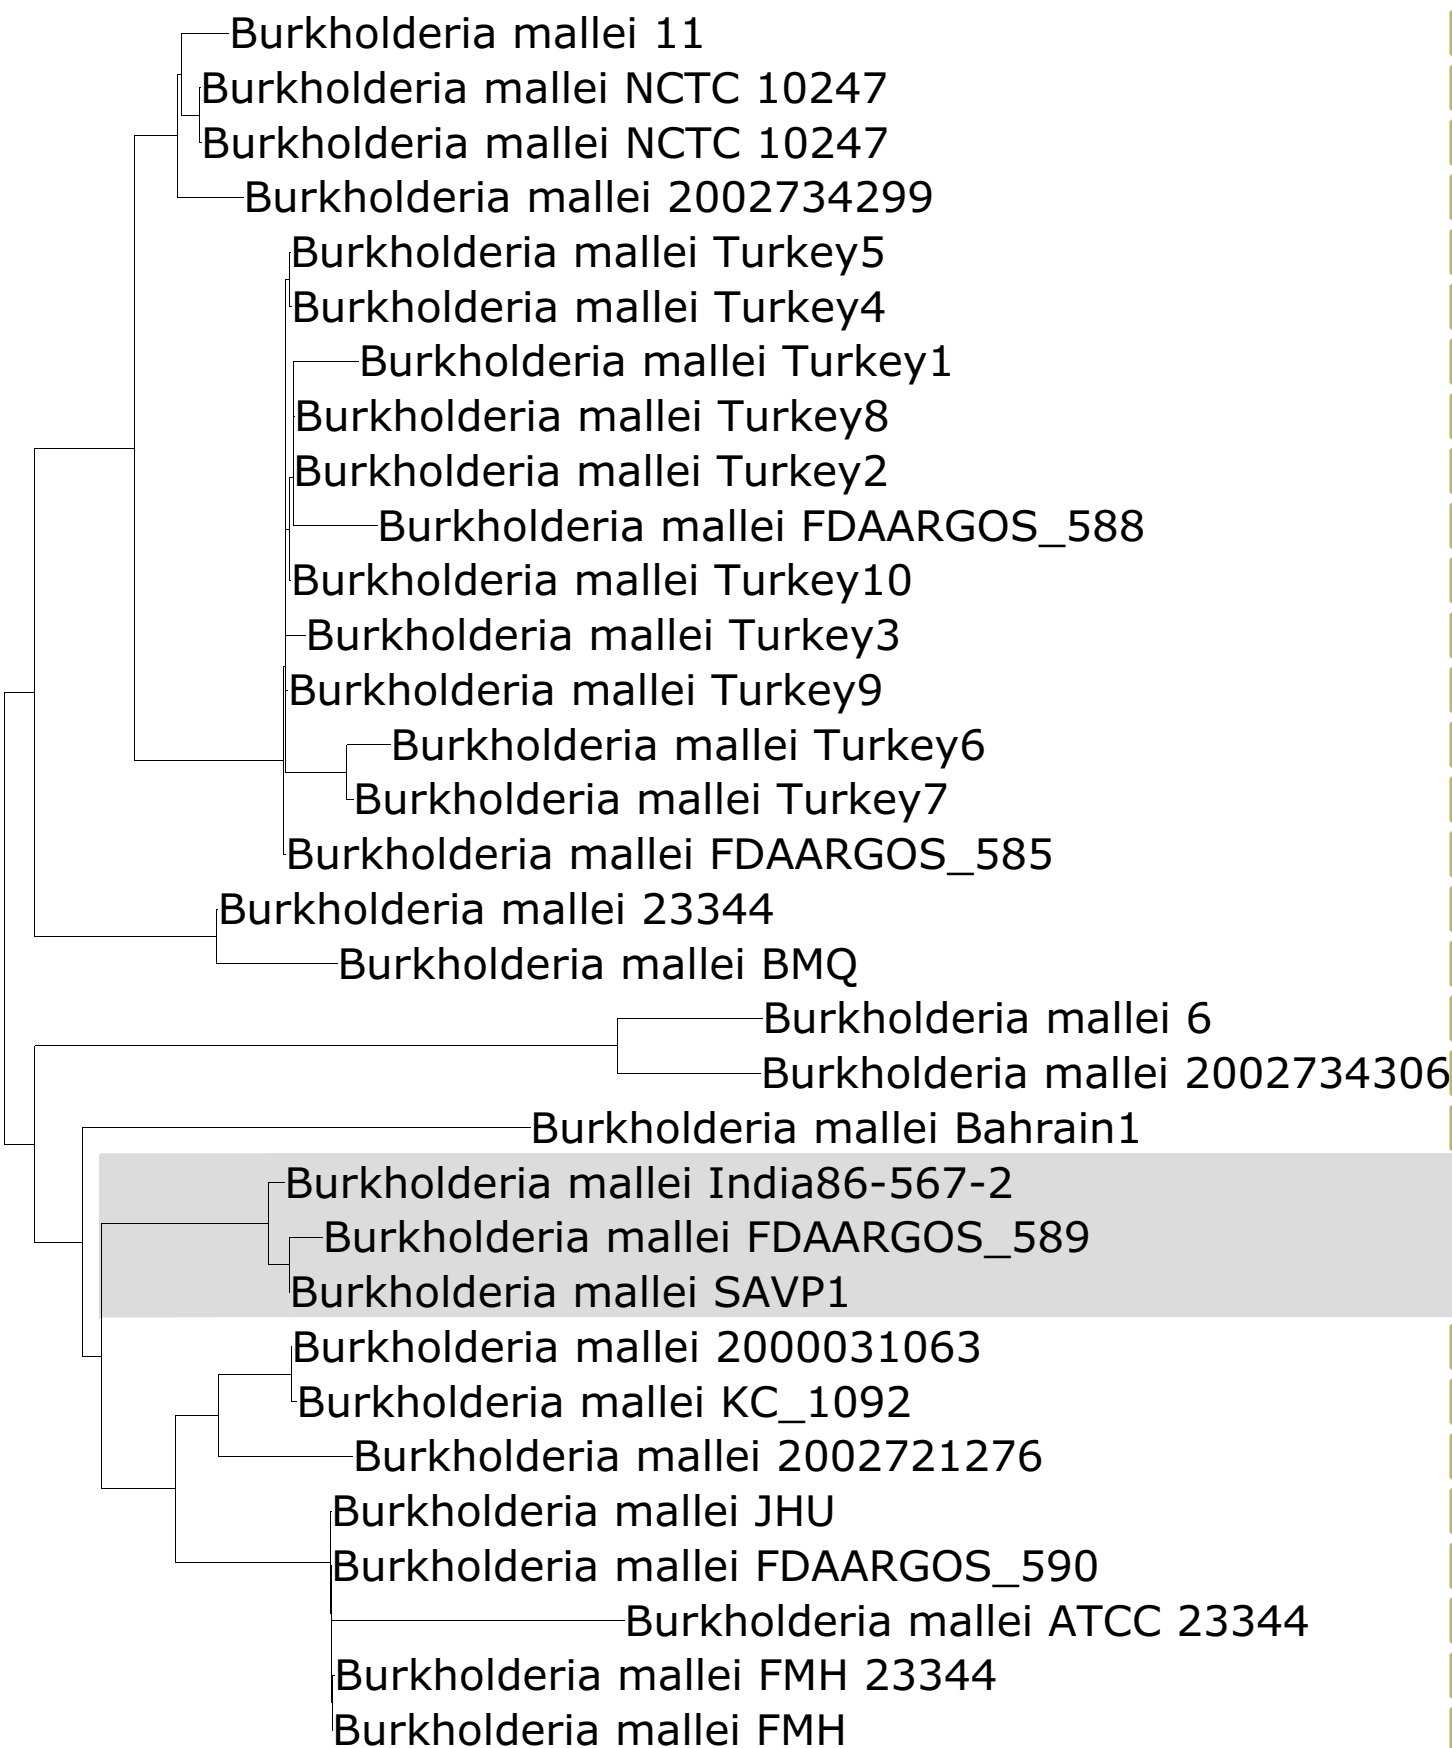 Burkholderia mallei 11
Burkholderia mallei NCTC 10247
Burkholderia mallei NCTC 10247
Burkholderia mallei 2002734299
Burkholderia mallei Turkey5
Burkholderia mallei Turkey4
Burkholderia mallei Turkey1
Burkholderia mallei Turkey8
Burkholderia mallei Turkey2
Burkholderia mallei FDAARGOS_588
Burkholderia mallei Turkey10
Burkholderia mallei Turkey3
Burkholderia mallei Turkey9
Burkholderia mallei Turkey6
Burkholderia mallei Turkey7
Burkholderia mallei FDAARGOS_585
Burkholderia mallei 23344
Burkholderia mallei BMQ
Burkholderia mallei 6
Burkholderia mallei 2002734306
Burkholderia mallei Bahrain1
Burkholderia mallei India86-567-2
Burkholderia mallei FDAARGOS_589
Burkholderia mallei SAVP1
Burkholderia mallei 2000031063
Burkholderia mallei KC_1092
Burkholderia mallei 2002721276
Burkholderia mallei JHU
Burkholderia mallei FDAARGOS_590
Burkholderia mallei ATCC 23344
Burkholderia mallei FMH 23344
Burkholderia mallei FMH